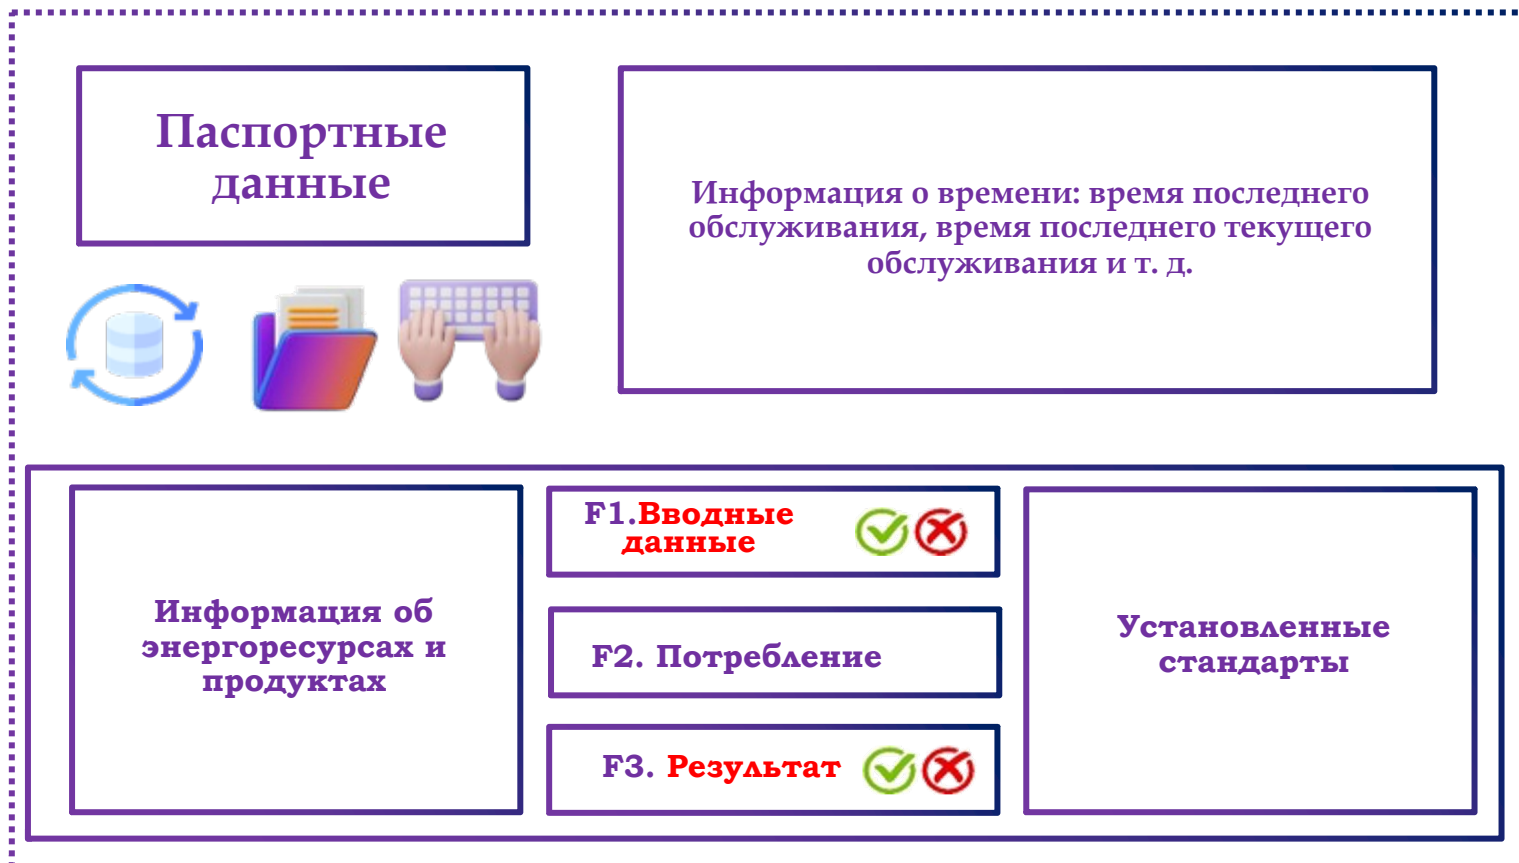 Паспортные
данные
Информация о времени: время последнего
обслуживания, время последнего текущего
обслуживания и т. д.
Информация об
энергоресурсах и
продуктах
F1.Вводные
данные
F2. Потребление
F3. Результат
Установленные
стандарты